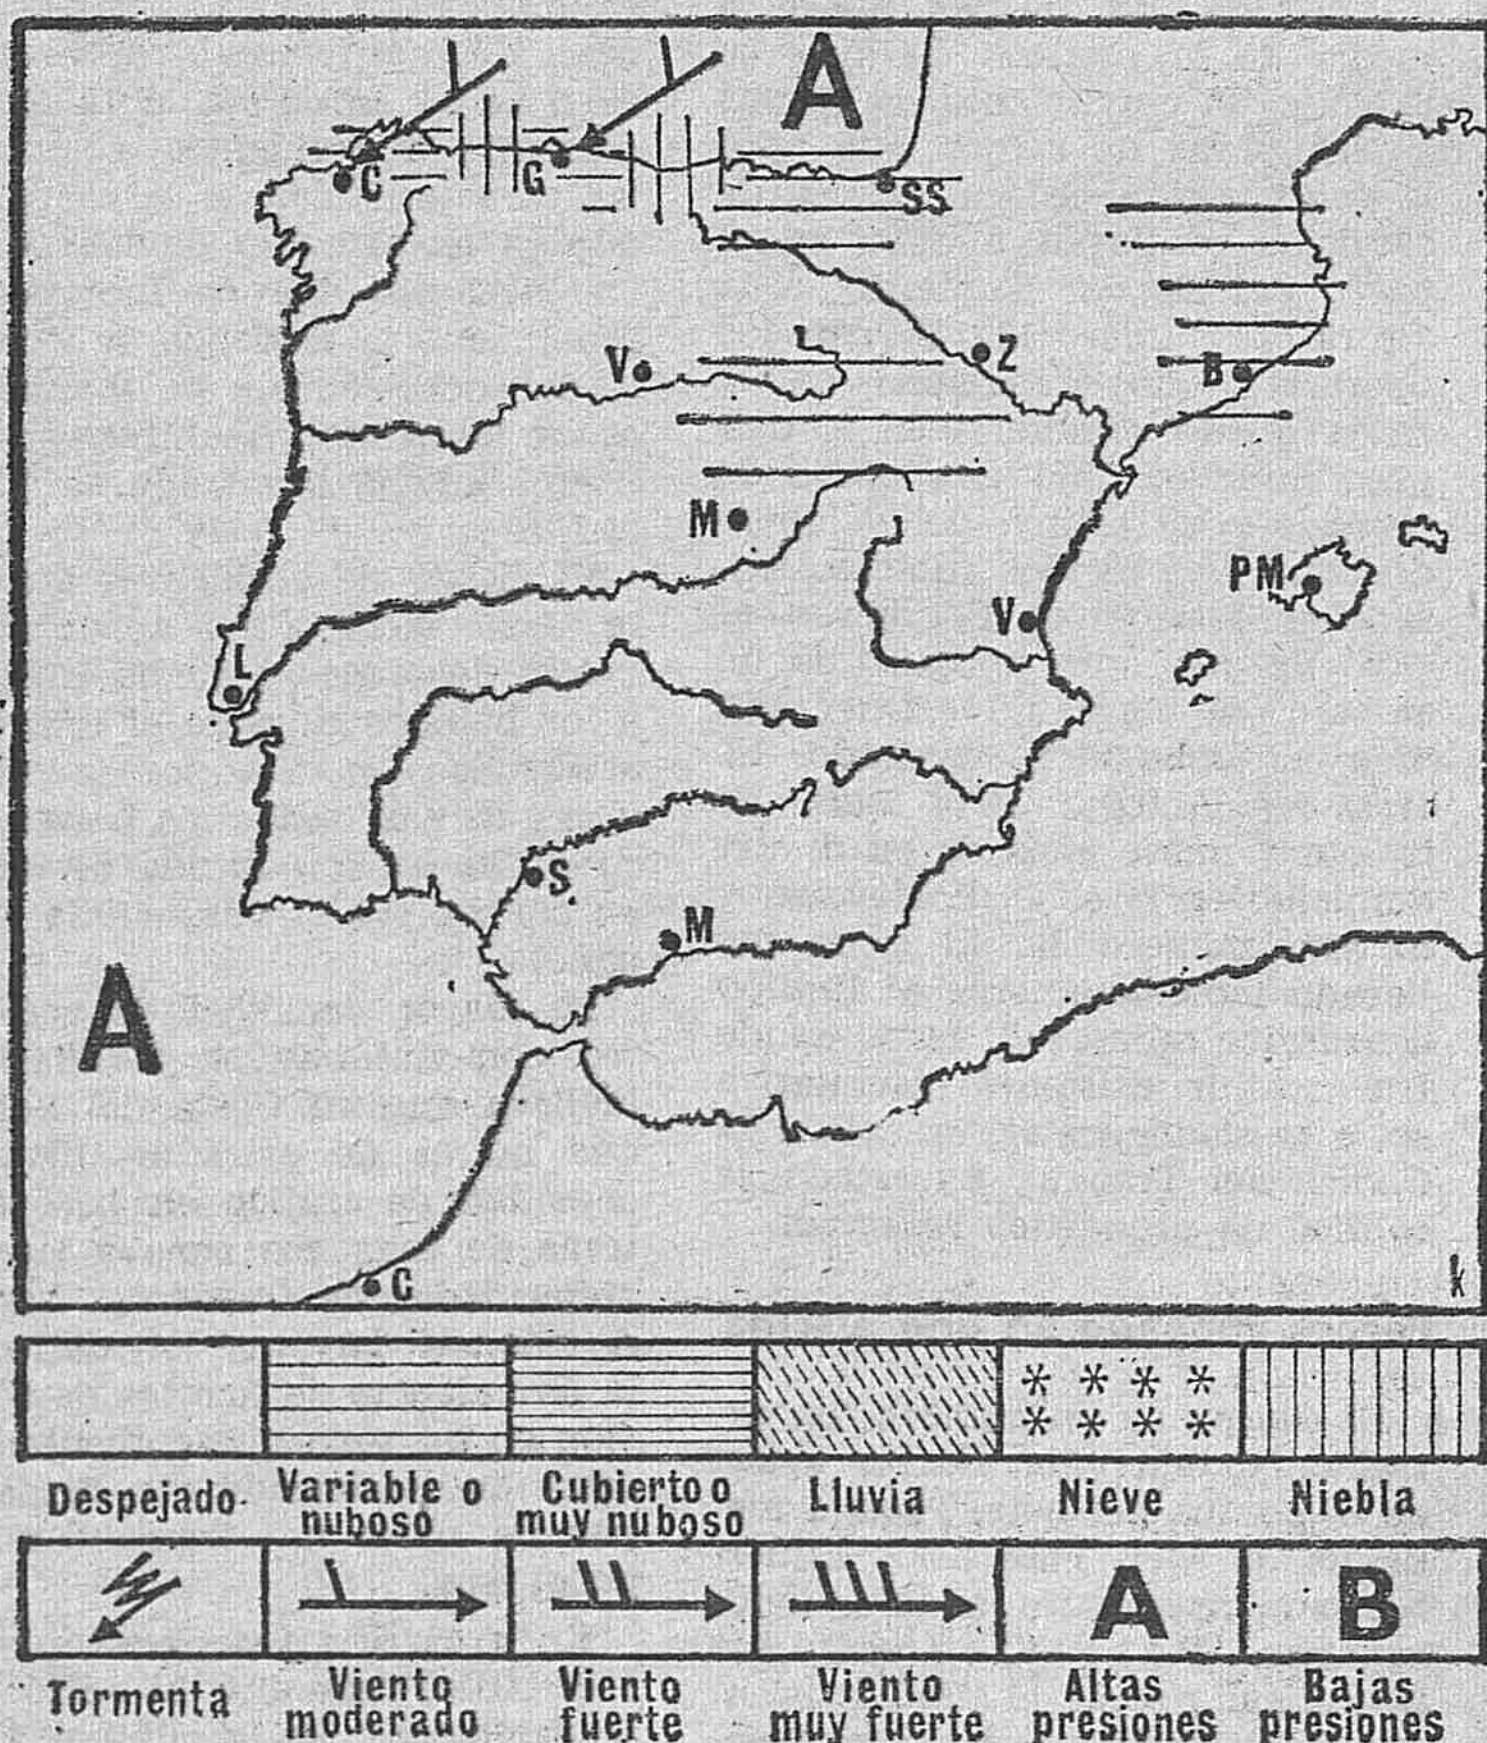 A
C
G
SS
V
Z
B
M
PM
V
L
S
M
A
C
k
Despejado
Variable o
nuboso
Cubierto o
muy nuboso
Lluvia
Nieve
Niebla
A
B
Tormenta
Viento
moderado
Viento
fuerte
Viento
muy fuerte
Altas
presiones
Bajas
presiones